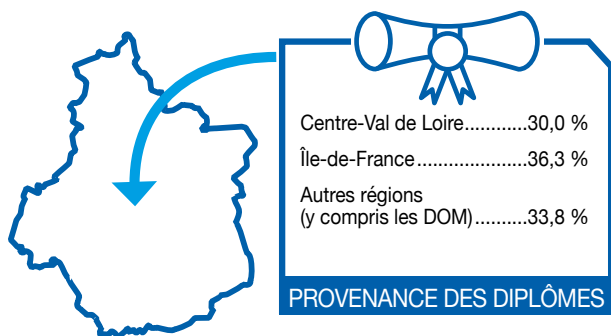 Centre-Val de Loire............30,0 %
Île-de-France.....................36,3 %
Autres régions
(y compris les DOM)..........33,8 %
PROVENANCE DES DIPLÔMES